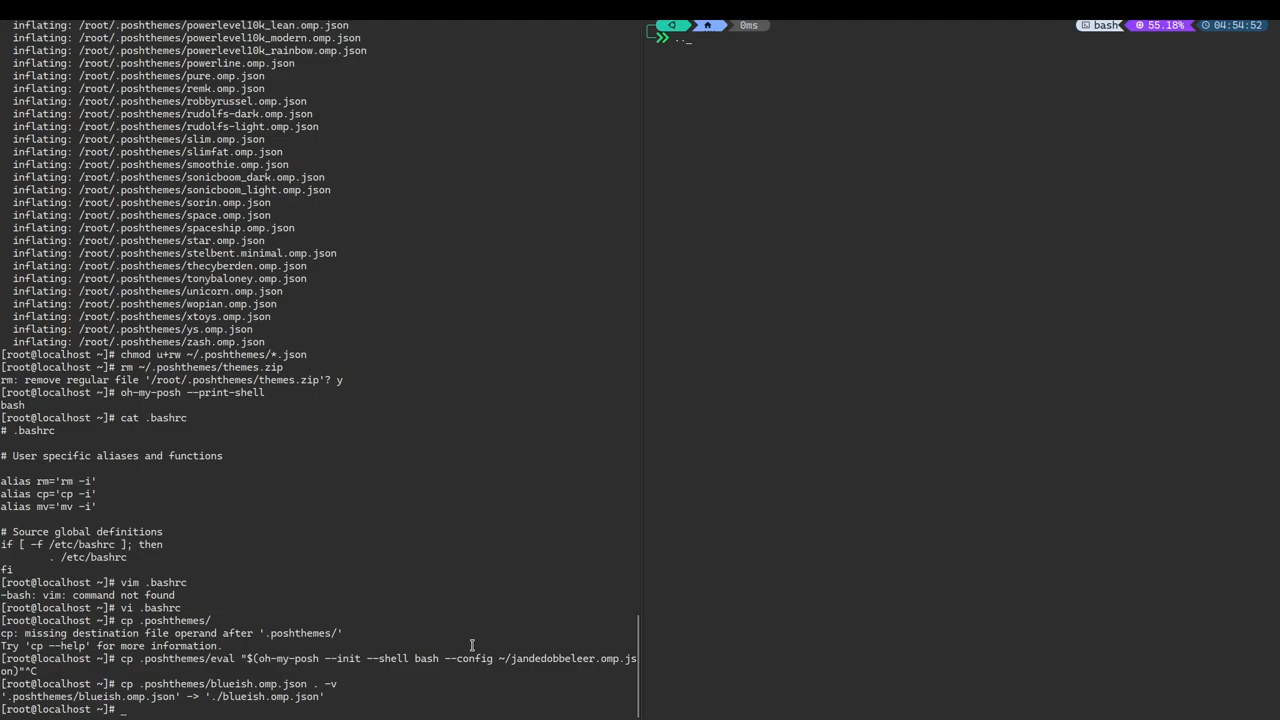 inflating: /root/.poshthemes/powerlevel10k_lean.omp.json
  inflating: /root/.poshthemes/powerlevel10k_modern.omp.json
  inflating: /root/.poshthemes/powerlevel10k_rainbow.omp.json
  inflating: /root/.poshthemes/powerline.omp.json
  inflating: /root/.poshthemes/pure.omp.json
  inflating: /root/.poshthemes/remk.omp.json
  inflating: /root/.poshthemes/robbyrussel.omp.json
  inflating: /root/.poshthemes/rudolfs-dark.omp.json
  inflating: /root/.poshthemes/rudolfs-light.omp.json
  inflating: /root/.poshthemes/slim.omp.json
  inflating: /root/.poshthemes/slimfat.omp.json
  inflating: /root/.poshthemes/smoothie.omp.json
  inflating: /root/.poshthemes/sonicboom_dark.omp.json
  inflating: /root/.poshthemes/sonicboom_light.omp.json
  inflating: /root/.poshthemes/sorin.omp.json
  inflating: /root/.poshthemes/space.omp.json
  inflating: /root/.poshthemes/spaceship.omp.json
  inflating: /root/.poshthemes/star.omp.json
  inflating: /root/.poshthemes/stelbent.minimal.omp.json
  inflating: /root/.poshthemes/thecyberden.omp.json
  inflating: /root/.poshthemes/tonybaloney.omp.json
  inflating: /root/.poshthemes/unicorn.omp.json
  inflating: /root/.poshthemes/wopian.omp.json
  inflating: /root/.poshthemes/xtoys.omp.json
  inflating: /root/.poshthemes/ys.omp.json
  inflating: /root/.poshthemes/zash.omp.json
[root@localhost ~]# chmod u+rw ~/.poshthemes/*.json
[root@localhost ~]# rm ~/.poshthemes/themes.zip
rm: remove regular file '/root/.poshthemes/themes.zip'? y
[root@localhost ~]# oh-my-posh --print-shell
bash
[root@localhost ~]# cat .bashrc
# .bashrc
# User specific aliases and functions
alias rm='rm -i'
alias cp='cp -i'
alias mv='mv -i'
# Source global definitions
if [ -f /etc/bashrc ]; then
        . /etc/bashrc
fi
[root@localhost ~]# vim .bashrc
-bash: vim: command not found
[root@localhost ~]# vi .bashrc
[root@localhost ~]# cp .poshthemes/
cp: missing destination file operand after '.poshthemes/'
Try 'cp --help' for more information.
[root@localhost ~]# cp .poshthemes/eval "$(oh-my-posh --init --shell bash --config ~/jandedobbeleer.omp.js
on)"^C
[root@localhost ~]# cp .poshthemes/blueish.omp.json . -v
'.poshthemes/blueish.omp.json' -> './blueish.omp.json'
[root@localhost ~]# _
0ms bash 55.18% 04:54:52
.._